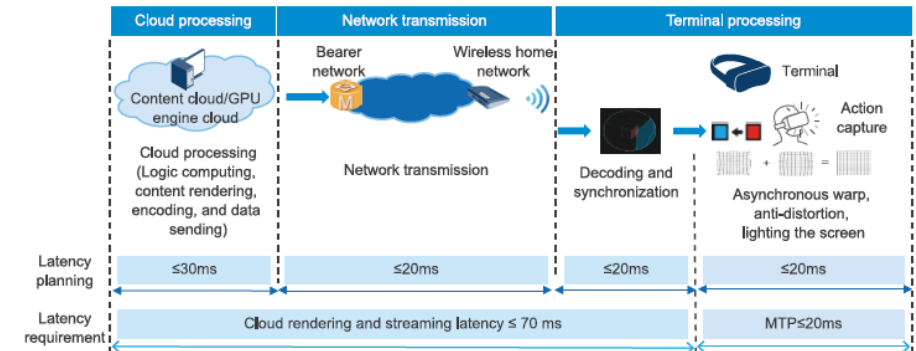 Cloud processing
Network transmission
Terminal processing
Bearer
network
Wireless home
network
Terminal
Content cloud/GPU
engine cloud
M
Action
capture
Cloud processing
(Logic computing,
content rendering,
encoding, and data
sending)
Network transmission
Decoding and
synchronization
+
=
Asynchronous warp,
anti-distortion,
lighting the screen
Latency
planning
≤30ms
≤20ms
≤20ms
≤20ms
Latency
requirement
Cloud rendering and streaming latency ≤ 70 ms
MTP≤20ms